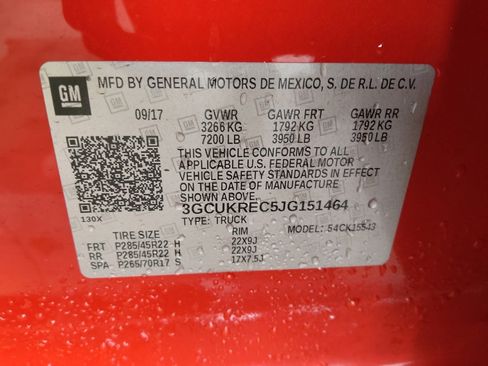 GM
MFD BY GENERAL MOTORS DE MEXICO, S. DE R.L. DE C.V.
09/17 GVWR GAWR FRT GAWR RR
3266 KG 1792 KG 1792 KG
7200 LB 3950 LB 3950 LB
THIS VEHICLE CONFORMS TO ALL
APPLICABLE U.S. FEDERAL MOTOR
VEHICLE SAFETY STANDARDS IN EFFECT
ON THE DATE OF MANUFACTURE
SHOWN ABOVE.
3GCUKREC5JG151464
130X TYPE: TRUCK MODEL: 54CK15543
TIRE SIZE RIM
FRT P285/45R22 H 22X9J
RR P285/45R22 H 22X9J
SPA P265/70R17 S 17X7.5J